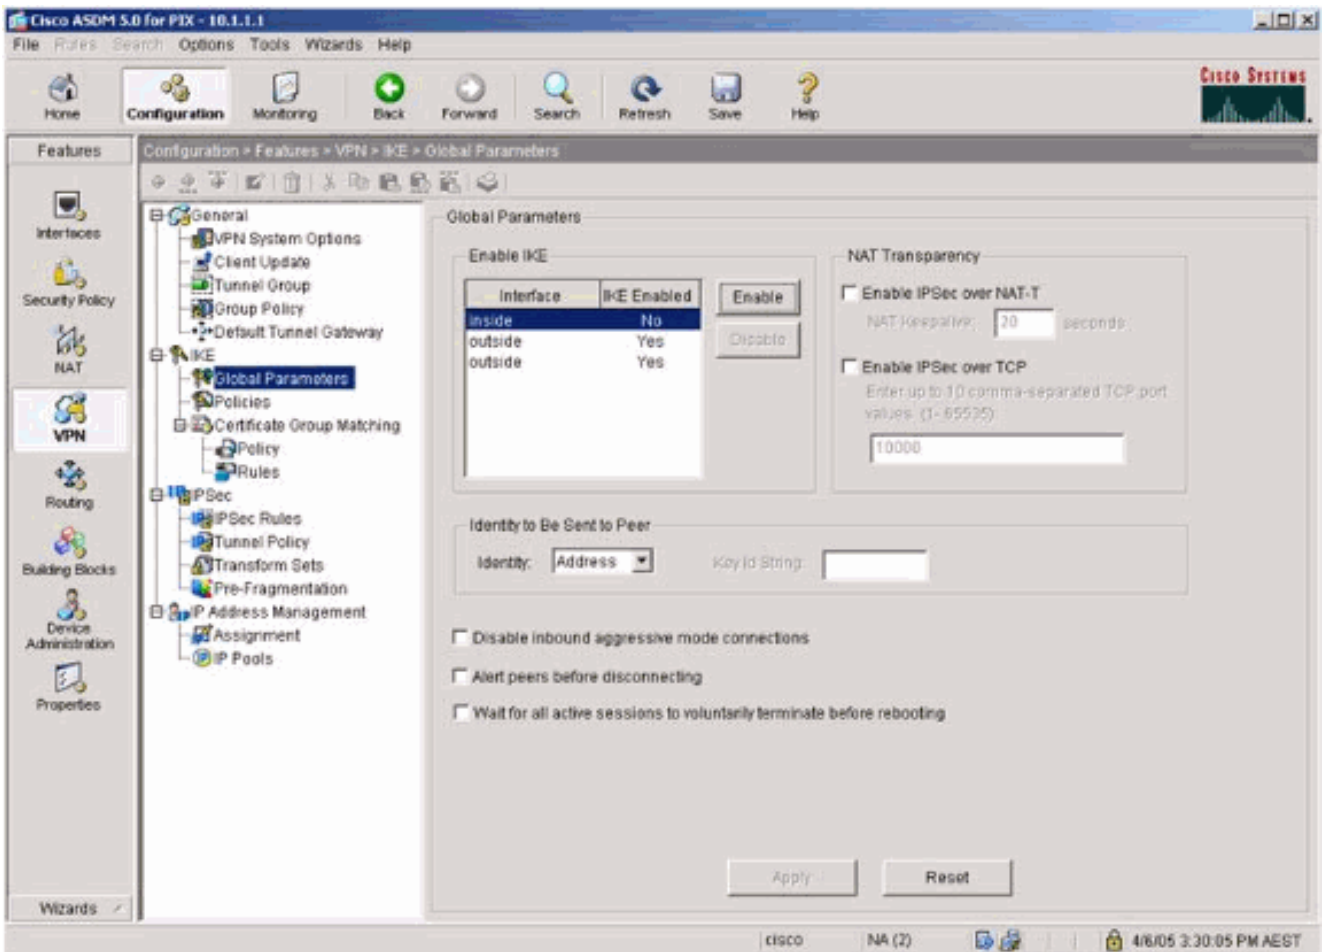 Cisco ASDM 5.0 for PIX - 10.1.1.1
File Rules Search Options Tools Wizards Help
Home Configuration Monitoring Back Forward Search Refresh Save Help
CISCO SYSTEMS
Features
Configuration > Features > VPN > IKE > Global Parameters
Interfaces
Security Policy
NAT
VPN
Routing
Building Blocks
Device
Administration
Properties
Wizards
General
VPN System Options
Client Update
Tunnel Group
Group Policy
Default Tunnel Gateway
IKE
Global Parameters
Policies
Certificate Group Matching
Policy
Rules
IPSec
IPSec Rules
Tunnel Policy
Transform Sets
Pre-Fragmentation
IP Address Management
Assignment
IP Pools
Global Parameters
Enable IKE
Interface IKE Enabled
inside No
outside Yes
outside Yes
Enable
Disable
NAT Transparency
Enable IPSec over NAT-T
NAT Keepalive: 20 seconds
Enable IPSec over TCP
Enter up to 10 comma-separated TCP port
values (1- 65535)
10000
Identity to Be Sent to Peer
Identity: Address Key Id String:
Disable inbound aggressive mode connections
Alert peers before disconnecting
Wait for all active sessions to voluntarily terminate before rebooting
Apply Reset
cisco NA (2) 4/6/05 3:30:05 PM AEST